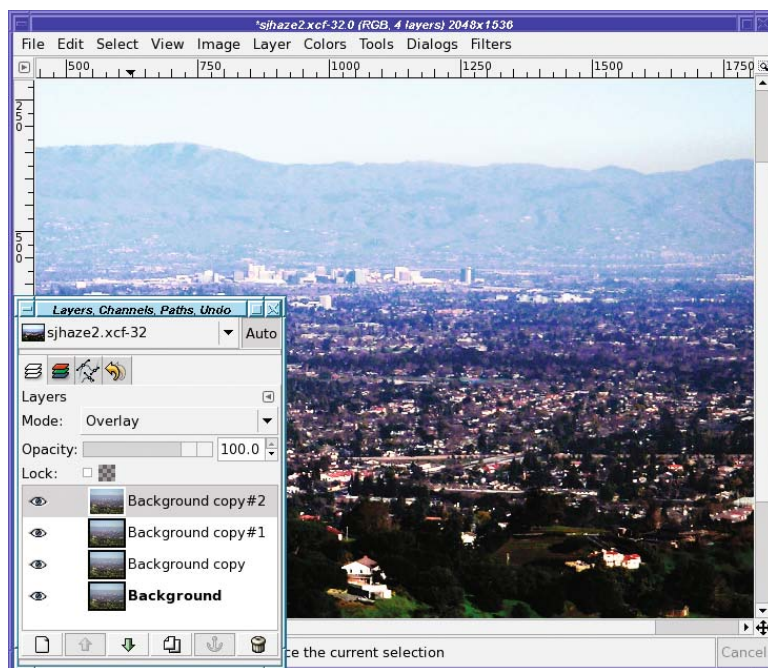 *sjhaze2.xcf-32.0 (RGB, 4 layers) 2048x1536
File Edit Select View Image Layer Colors Tools Dialogs Filters
500 750 1000 1250 1500 1750
250
500
Layers, Channels, Paths, Undo
sjhaze2.xcf-32 Auto
Layers
Mode: Overlay
Opacity: 100.0
Lock:
Background copy#2
Background copy#1
Background copy
Background
ce the current selection Cancel